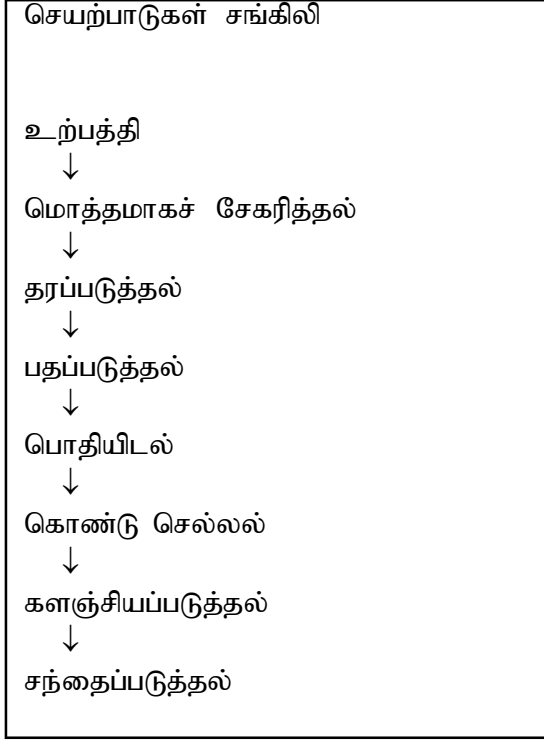 செயற்பாடுகள் சங்கிலி
உற்பத்தி
↓
மொத்தமாகச் சேகரித்தல்
↓
தரப்படுத்தல்
↓
பதப்படுத்தல்
↓
பொதியிடல்
↓
கொண்டு செல்லல்
↓
களஞ்சியப்படுத்தல்
↓
சந்தைப்படுத்தல்